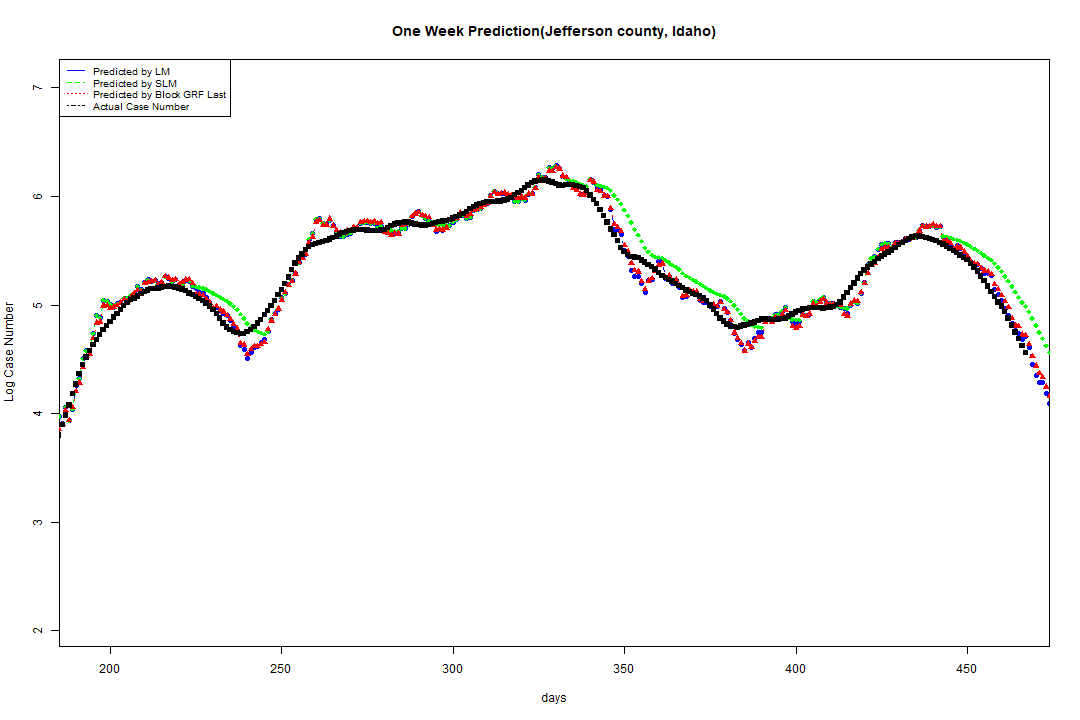 One Week Prediction(Jefferson county, Idaho)
Predicted by LM
Predicted by SLM
Predicted by Block GRF Last
Actual Case Number
7
6
5
4
3
2
Log Case Number
200 250 300 350 400 450
days